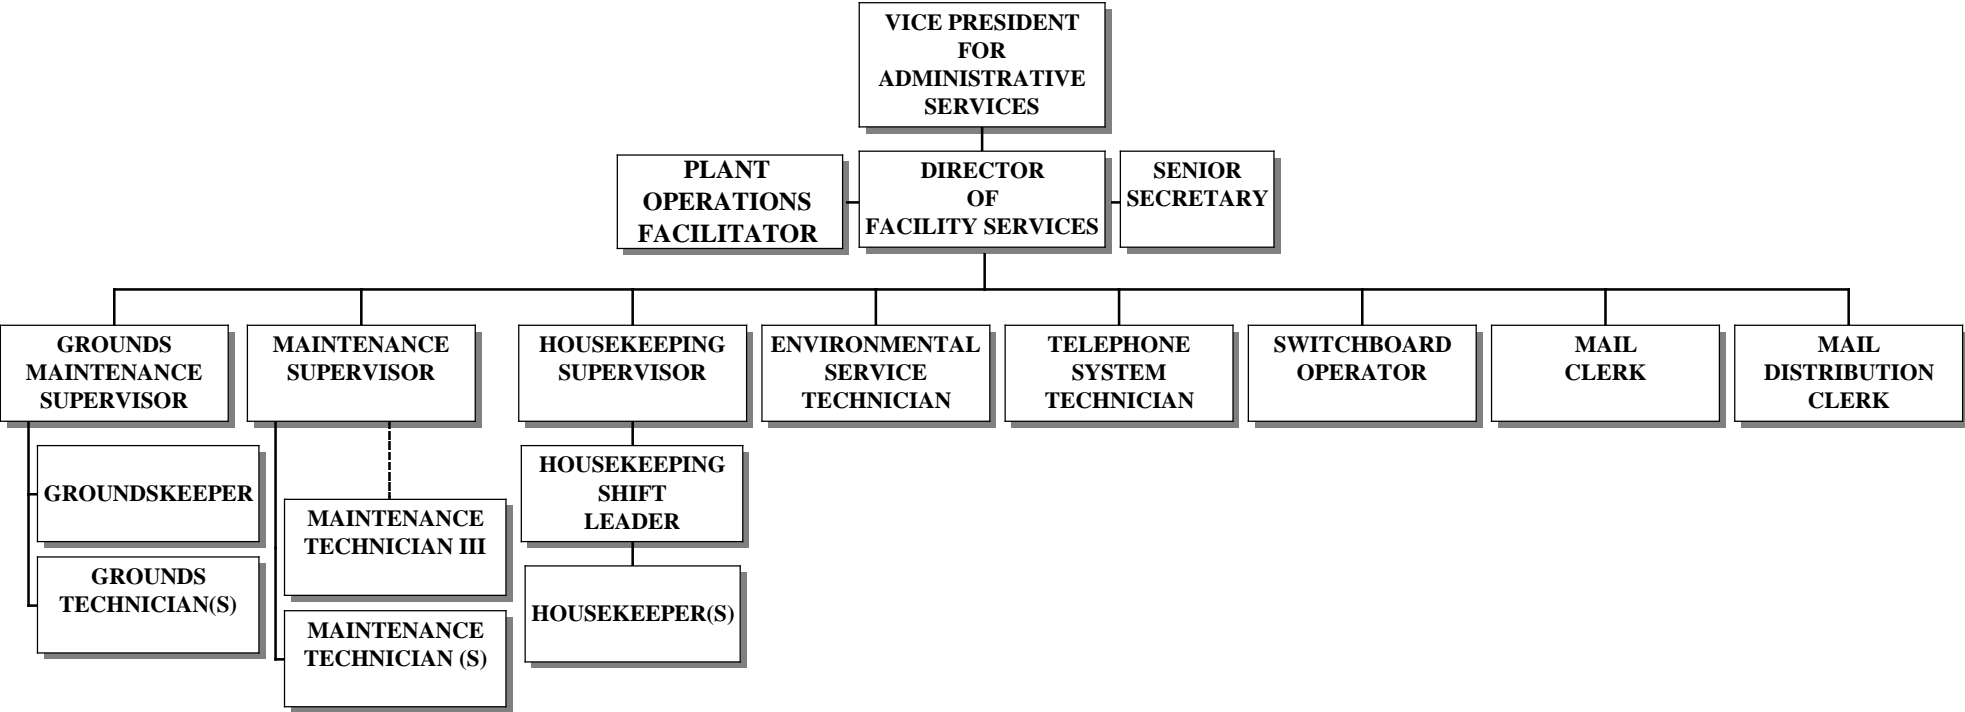 VICE PRESIDENT
FOR
ADMINISTRATIVE
SERVICES
PLANT
OPERATIONS
FACILITATOR
DIRECTOR
OF
FACILITY SERVICES
SENIOR
SECRETARY
GROUNDS
MAINTENANCE
SUPERVISOR
MAINTENANCE
SUPERVISOR
HOUSEKEEPING
SUPERVISOR
ENVIRONMENTAL
SERVICE
TECHNICIAN
TELEPHONE
SYSTEM
TECHNICIAN
SWITCHBOARD
OPERATOR
MAIL
CLERK
MAIL
DISTRIBUTION
CLERK
GROUNDSKEEPER
GROUNDS
TECHNICIAN(S)
MAINTENANCE
TECHNICIAN III
MAINTENANCE
TECHNICIAN (S)
HOUSEKEEPING
SHIFT
LEADER
HOUSEKEEPER(S)